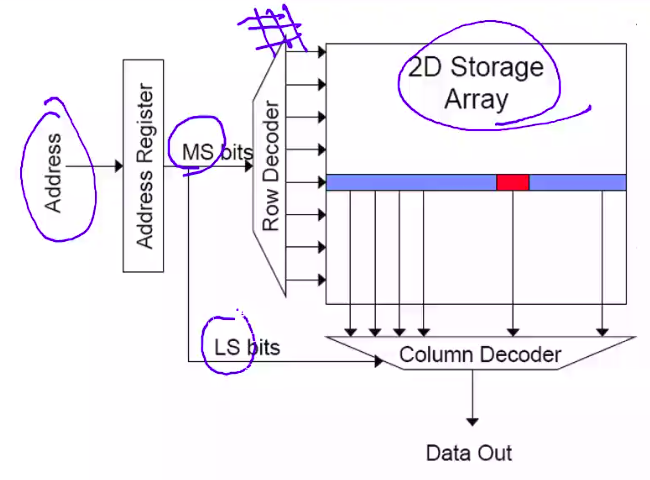 2D Storage
Array
Address
Address Register
MS bits
Row Decoder
LS bits
Column Decoder
Data Out